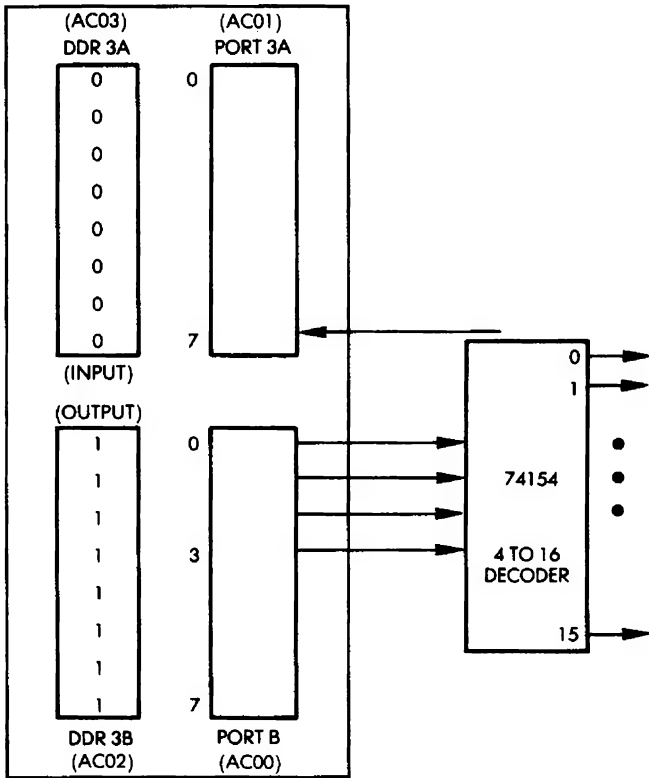 (AC03)
DDR 3A
0
0
0
0
0
0
0
0
(INPUT)
(AC01)
PORT 3A
0
7
(OUTPUT)
1
1
1
1
1
1
1
1
DDR 3B
(AC02)
0
3
7
PORT B
(AC00)
0
1
74154
4 TO 16
DECODER
15